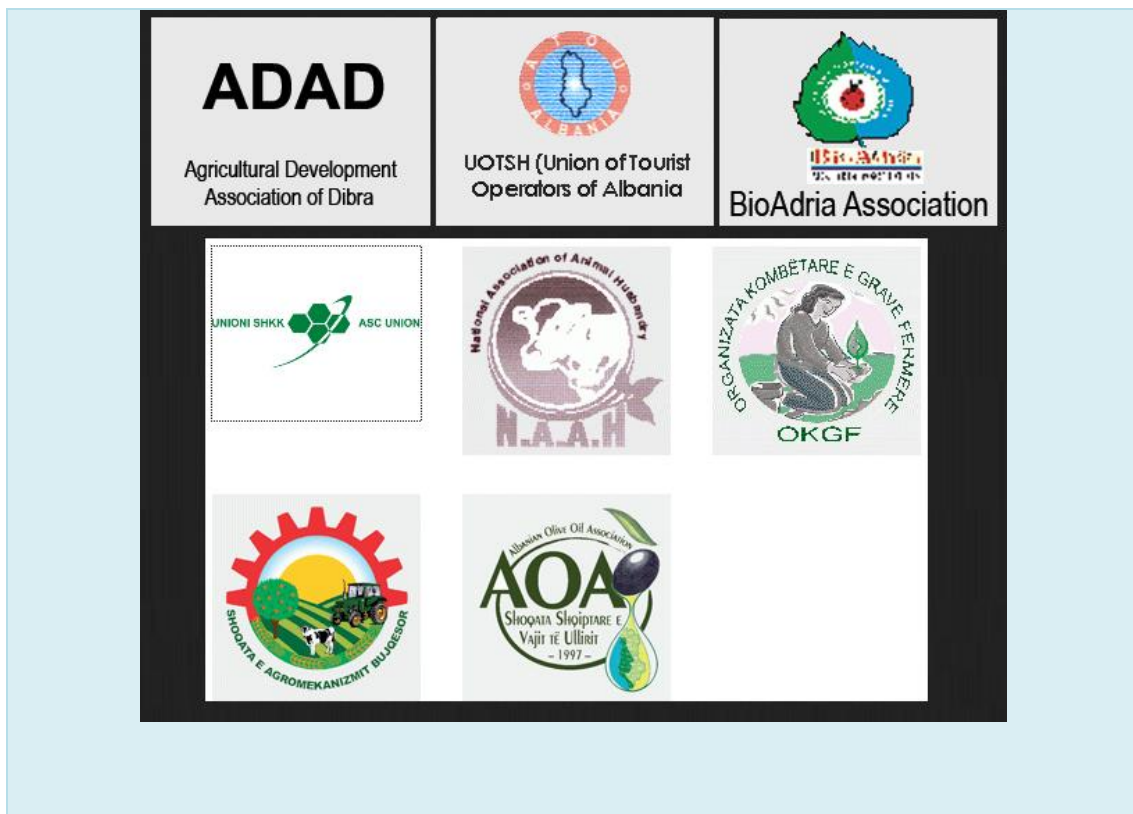 ADAD
Agricultural Development
Association of Dibra
ATOU
ALBANIA
UOTSH (Union of Tourist
Operators of Albania
BioAdria Association
UNIONI SHKK
ASC UNION
National Association of Animal Husbandry
N.A.A.H
ORGANIZATA KOMBËTARE E GRAVE FERMERE
OKGF
SHOQATA E AGROMEKANIZMIT BUJQESOR
Albanian Olive Oil Association
AOA
SHOQATA SHQIPTARE E
VAJIT TË ULLIRIT
– 1997 –